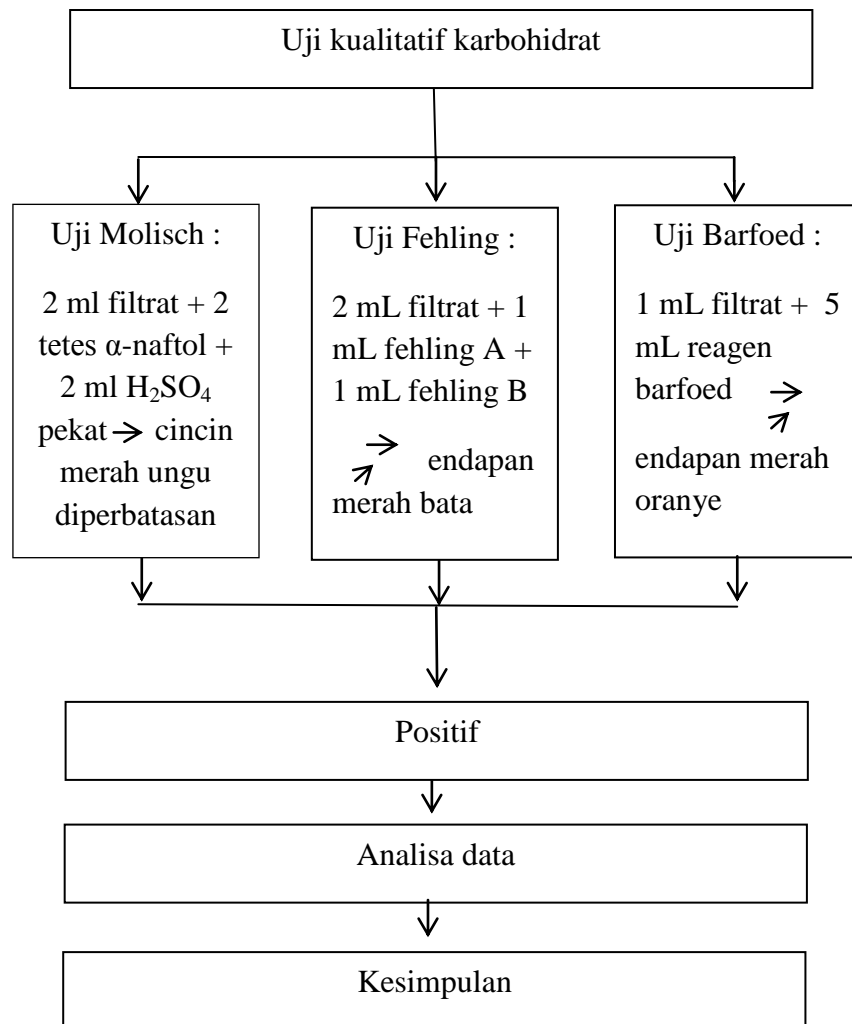 Uji kualitatif karbohidrat
Uji Molisch :
2 ml filtrat + 2
tetes α-naftol +
2 ml H₂SO₄
pekat → cincin
merah ungu
diperbatasan
Uji Fehling :
2 mL filtrat + 1
mL fehling A +
1 mL fehling B
→ endapan
merah bata
Uji Barfoed :
1 mL filtrat + 5
mL reagen
barfoed →
endapan merah
oranye
Positif
Analisa data
Kesimpulan